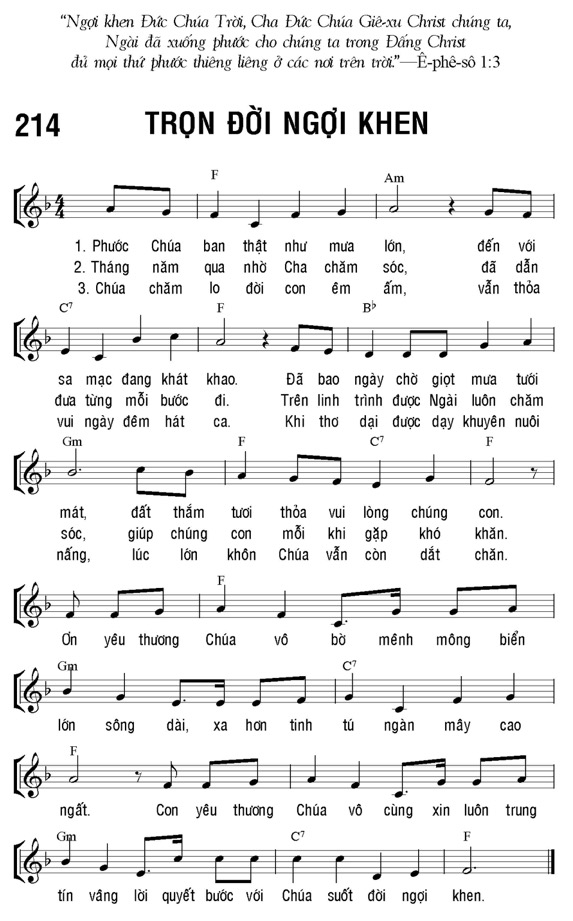 “Ngợi khen Đức Chúa Trời, Cha Đức Chúa Giê-xu Christ chúng ta,
Ngài đã xuống phước cho chúng ta trong Đấng Christ
đủ mọi thứ phước thiêng liêng ở các nơi trên trời.”—Ê-phê-sô 1:3
214 TRỌN ĐỜI NGỢI KHEN
F Am
4/4
1. Phước Chúa ban thật như mưa lớn, đến với
2. Tháng năm qua nhờ Cha chăm sóc, đã dẫn
3. Chúa chăm lo đời con êm ấm, vẫn thỏa
C7 F Bb
sa mạc đang khát khao. Đã bao ngày chờ giọt mưa tưới
đưa từng mỗi bước đi. Trên linh trình được Ngài luôn chăm
vui ngày đêm hát ca. Khi thơ dại được dạy khuyên nuôi
Gm F C7 F
mát, đất thắm tươi thỏa vui lòng chúng con.
sóc, giúp chúng con mỗi khi gặp khó khăn.
nấng, lúc lớn khôn Chúa vẫn còn dắt chăn.
F
Ơn yêu thương Chúa vô bờ mênh mông biển
Gm C7
lớn sông dài, xa hơn tinh tú ngàn mây cao
F
ngất. Con yêu thương Chúa vô cùng xin luôn trung
Gm C7 F
tín vâng lời quyết bước với Chúa suốt đời ngợi khen.